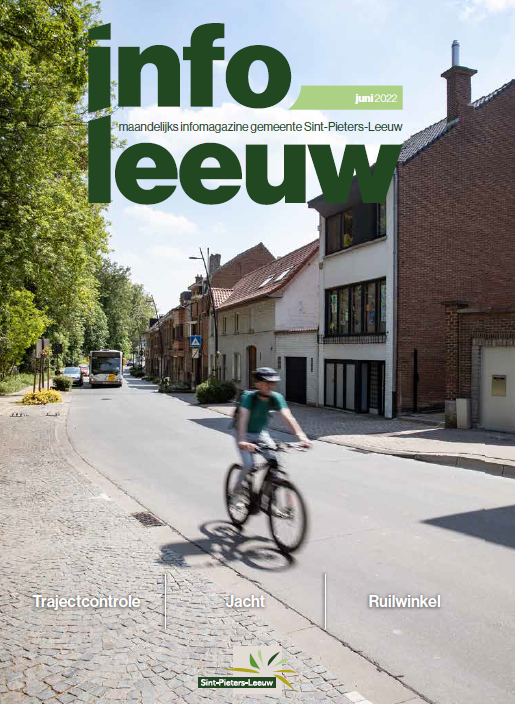 info
juni 2022
maandelijks infomagazine gemeente Sint-Pieters-Leeuw
leeuw
Trajectcontrole
Jacht
Ruilwinkel
Sint-Pieters-Leeuw